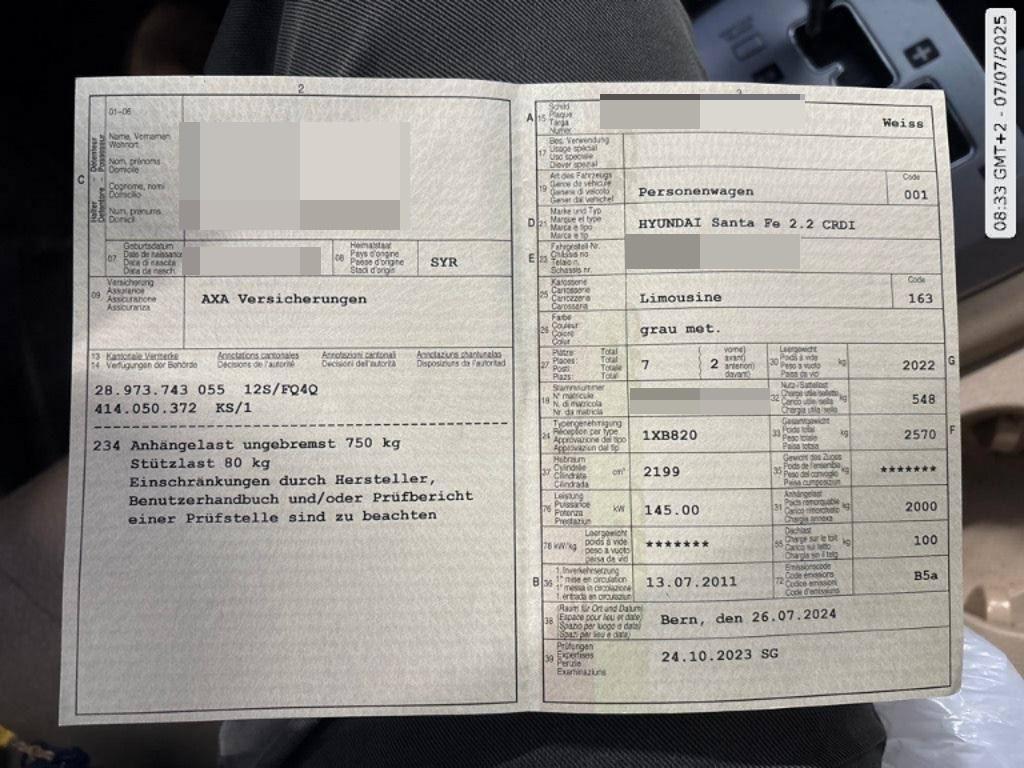 2
01-06
Name, Vornamen
Wohnort
Nom, prénoms
Domicile
Cognome, nomi
Domicilio
Num, prenums
Domicil
C
07
Geburtsdatum
Date de naissance
Data di nascita
Data da nasch.
08
Heimatstaat
Pays d'origine
Paese d'origine
Stadi d'origin
SYR
09
Versicherung
Assurance
Assicurazione
Assicuranza
AXA Versicherungen
13 Kantonale Vermerke Annotations cantonales Annotazioni cantonali Annotaziuns chantunalas
14 Verfügungen der Behörde Décisions de l'autorité Decisioni dell'autorità Disposiziuns da l'autoritad
28.973.743 055 12S/FQ4Q
414.050.372 KS/1
234 Anhängelast ungebremst 750 kg
Stützlast 80 kg
Einschränkungen durch Hersteller,
Benutzerhandbuch und/oder Prüfbericht
einer Prüfstelle sind zu beachten
A 15
Schild
Plaque
Targa
Numer
Weiss
17
Bes. Verwendung
Usage spécial
Uso speciale
Diever spezial
19
Art des Fahrzeugs
Genre de véhicule
Genere di veicolo
Gener dal vehichel
Personenwagen
Code
001
D 21
Marke und Typ
Marque et type
Marca e tipo
Marca e tip
HYUNDAI Santa Fe 2.2 CRDI
E 23
Fahrgestell-Nr.
Châssis no
Telaio n.
Schassis nr.
25
Karosserie
Carrosserie
Carrozzeria
Carossaria
Limousine
Code
163
26
Farbe
Couleur
Colore
Colur
grau met.
27
Plätze Total
Places: Total
Posti: Totale
Plazs: Total
7
2
vorne)
avant)
anteriori)
davant)
30
Leergewicht
Poids à vide
Peso a vuoto
Paisa da vid
kg
2022
G
18
Stammnummer
N° matricule
N. di matricola
Nr. da matricla
32
Nutz-/Sattellast
Charge utile/sellette
Carico utile/sella
Chargia utila/sella
kg
548
24
Typengenehmigung
Réception par type
Approvazione del tipo
Approvaziun dal tip
1XB820
33
Gesamtgewicht
Poids total
Peso totale
Paisa totala
kg
2570
F
37
Hubraum
Cylindrée
Cilindrata
Cilindrada
cm³
2199
35
Gewicht des Zuges
Poids de l'ensemble
Peso del convoglio
Paisa cumposiziun
kg
*******
76
Leistung
Puissance
Potenza
Prestaziun
kW
145.00
31
Anhängelast
Poids remorquable
Carico rimorchiato
Chargia annexa
kg
2000
78 kW/kg
Leergewicht
poids à vide
peso a vuoto
paisa da vid
*******
55
Dachlast
Charge sur le toit
Carico sul tetto
Chargia sin il tetg
kg
100
B 36
1. Inverkehrsetzung
1re mise en circulation
1a messa in circolazione
1. entrada en circulaziun
13.07.2011
72
Emissionscode
Code émissions
Codice emissioni
Code d'emissiuns
B5a
38
(Raum für Ort und Datum)
(Espace pour lieu et date)
(Spazio per luogo e data)
(Spazi per lieu e data)
Bern, den 26.07.2024
39
Prüfungen
Expertises
Perizie
Examinaziuns
24.10.2023 SG
08:33 GMT+2 - 07/07/2025